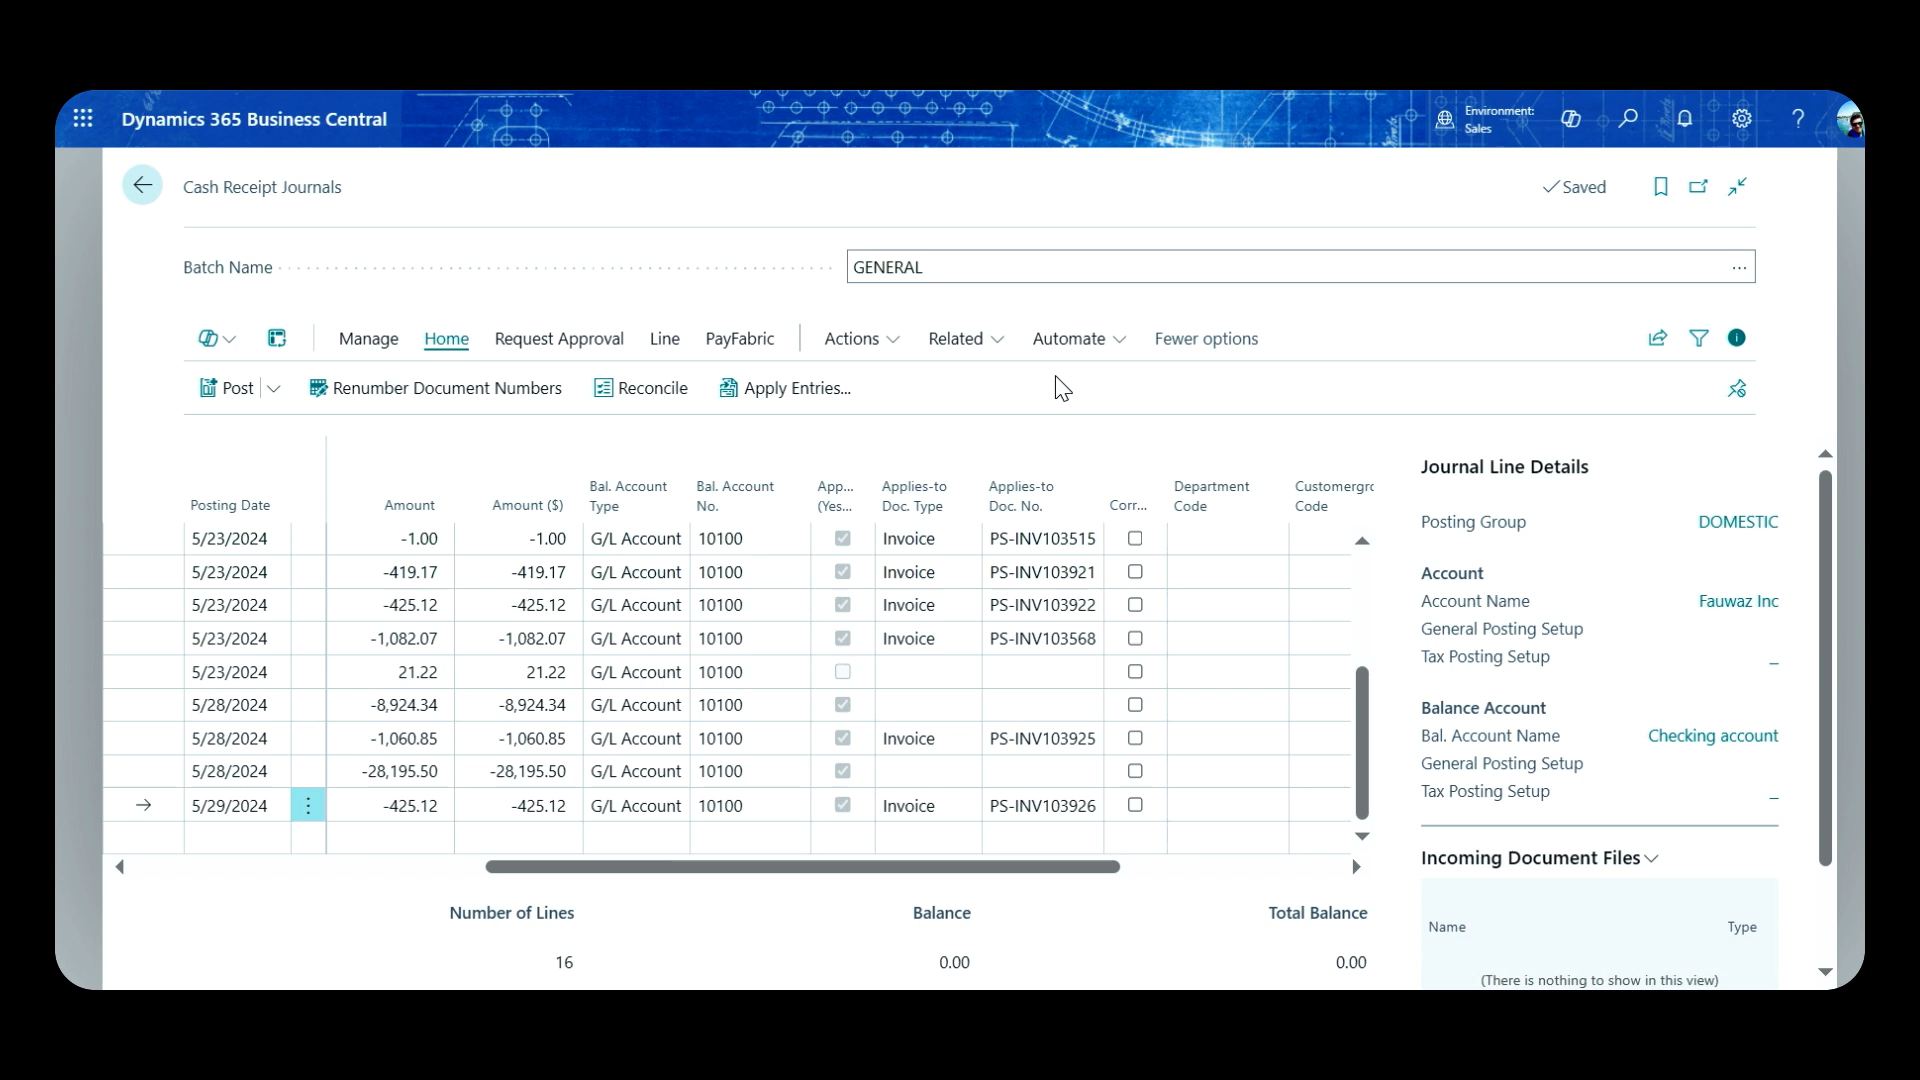 Dynamics 365 Business Central
Environment:
Sales
Cash Receipt Journals
Saved
Batch Name
GENERAL
Manage Home Request Approval Line PayFabric Actions Related Automate Fewer options
Post Renumber Document Numbers Reconcile Apply Entries...
Posting Date Amount Amount ($) Bal. Account Type Bal. Account No. App... (Yes... Applies-to Doc. Type Applies-to Doc. No. Corr... Department Code Customergro Code
5/23/2024 -1.00 -1.00 G/L Account 10100 Invoice PS-INV103515
5/23/2024 -419.17 -419.17 G/L Account 10100 Invoice PS-INV103921
5/23/2024 -425.12 -425.12 G/L Account 10100 Invoice PS-INV103922
5/23/2024 -1,082.07 -1,082.07 G/L Account 10100 Invoice PS-INV103568
5/23/2024 21.22 21.22 G/L Account 10100
5/28/2024 -8,924.34 -8,924.34 G/L Account 10100
5/28/2024 -1,060.85 -1,060.85 G/L Account 10100 Invoice PS-INV103925
5/28/2024 -28,195.50 -28,195.50 G/L Account 10100
5/29/2024 -425.12 -425.12 G/L Account 10100 Invoice PS-INV103926
Number of Lines Balance Total Balance
16 0.00 0.00
Journal Line Details
Posting Group DOMESTIC
Account
Account Name Fauwaz Inc
General Posting Setup
Tax Posting Setup _
Balance Account
Bal. Account Name Checking account
General Posting Setup
Tax Posting Setup _
Incoming Document Files
Name Type
(There is nothing to show in this view)